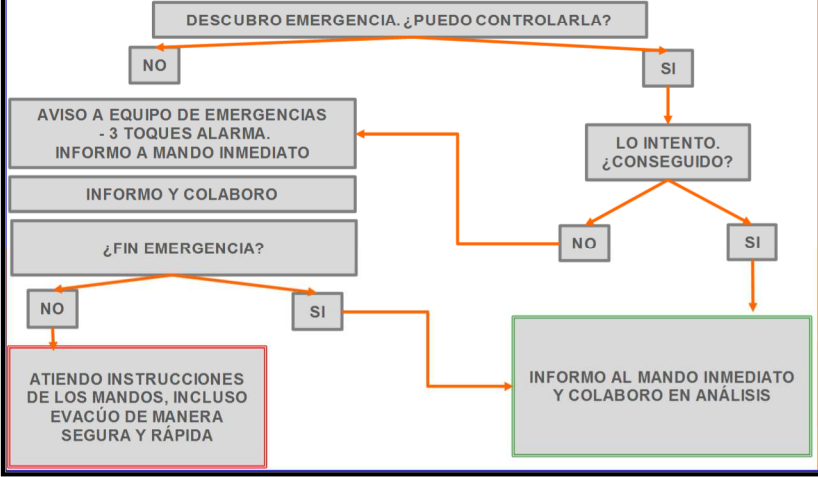 DESCUBRO EMERGENCIA. ¿PUEDO CONTROLARLA?
NO
SI
AVISO A EQUIPO DE EMERGENCIAS
- 3 TOQUES ALARMA.
INFORMO A MANDO INMEDIATO
LO INTENTO.
¿CONSEGUIDO?
INFORMO Y COLABORO
¿FIN EMERGENCIA?
NO
SI
NO
SI
ATIENDO INSTRUCCIONES
DE LOS MANDOS, INCLUSO
EVACÚO DE MANERA
SEGURA Y RÁPIDA
INFORMO AL MANDO INMEDIATO
Y COLABORO EN ANÁLISIS